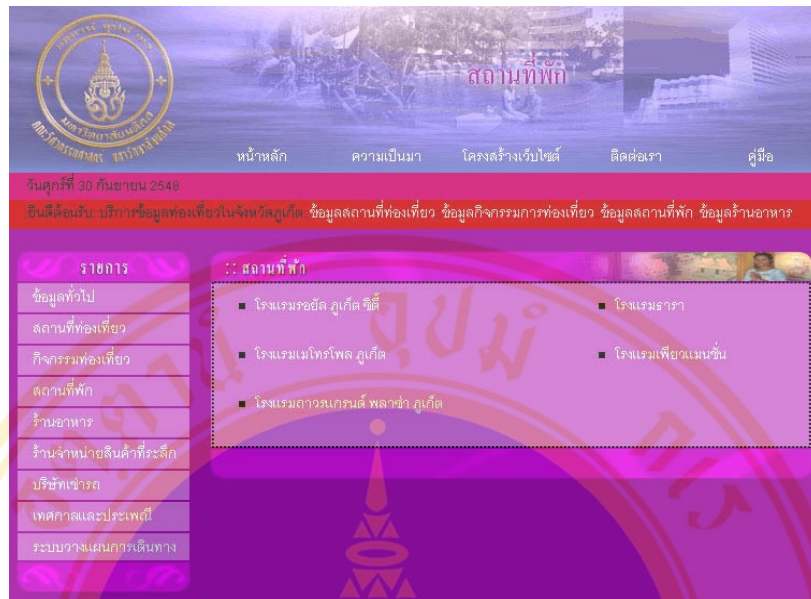 สถานที่พัก
หน้าหลัก ความเป็นมา โครงสร้างเว็บไซต์ ติดต่อเรา คู่มือ
วันศุกร์ที่ 30 กันยายน 2548
ยินดีต้อนรับ: บริการข้อมูลท่องเที่ยวในจังหวัดภูเก็ต: ข้อมูลสถานที่ท่องเที่ยว ข้อมูลกิจกรรมการท่องเที่ยว ข้อมูลสถานที่พัก ข้อมูลร้านอาหาร
รายการ
ข้อมูลทั่วไป
สถานที่ท่องเที่ยว
กิจกรรมท่องเที่ยว
สถานที่พัก
ร้านอาหาร
ร้านจำหน่ายสินค้าที่ระลึก
บริษัทเช่ารถ
เทศกาลและประเพณี
ระบบวางแผนการเดินทาง
:: สถานที่พัก
โรงแรมรอยัล ภูเก็ต ซิตี้ โรงแรมธารา
โรงแรมเมโทรโพล ภูเก็ต โรงแรมเพียวแมนชั่น
โรงแรมถาวรแกรนด์ พลาซ่า ภูเก็ต